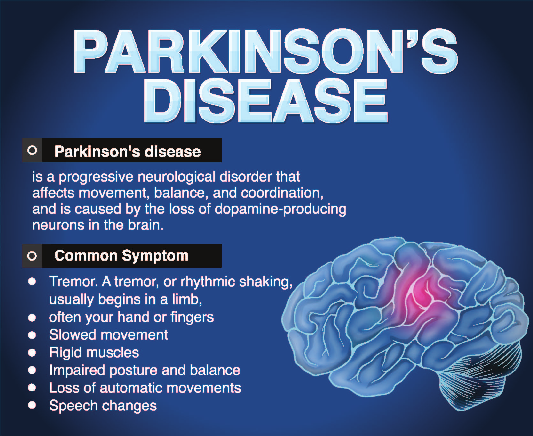 PARKINSON'S
DISEASE
Parkinson's disease
is a progressive neurological disorder that
affects movement, balance, and coordination,
and is caused by the loss of dopamine-producing
neurons in the brain.
Common Symptom
Tremor. A tremor, or rhythmic shaking,
usually begins in a limb,
often your hand or fingers
Slowed movement
Rigid muscles
Impaired posture and balance
Loss of automatic movements
Speech changes